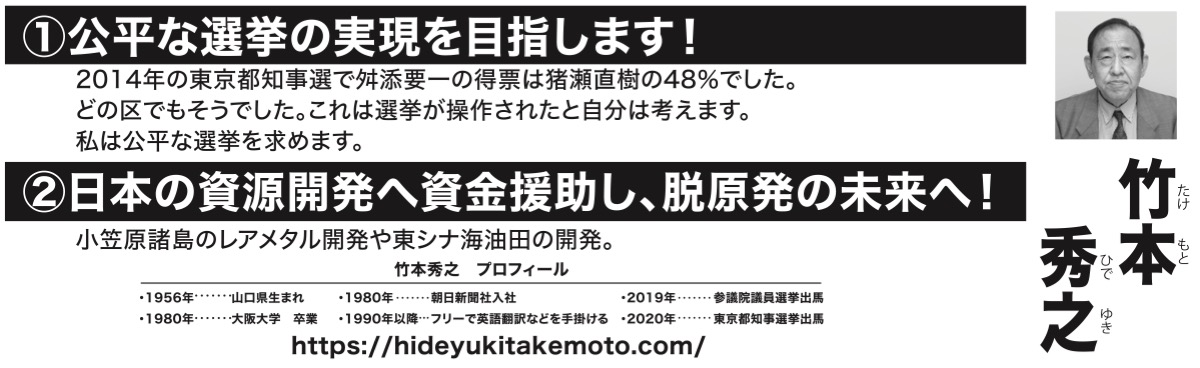 ①公平な選挙の実現を目指します！
2014年の東京都知事選で舛添要一の得票は猪瀬直樹の48%でした。
どの区でもそうでした。これは選挙が操作されたと自分は考えます。
私は公平な選挙を求めます。
②日本の資源開発へ資金援助し、脱原発の未来へ！
小笠原諸島のレアメタル開発や東シナ海油田の開発。
竹本秀之　プロフィール
・1956年‥‥‥‥山口県生まれ　・1980年‥‥‥‥朝日新聞社入社　・2019年‥‥‥‥参議院議員選挙出馬
・1980年‥‥‥‥大阪大学　卒業　・1990年以降…フリーで英語翻訳などを手掛ける　・2020年‥‥‥‥東京都知事選挙出馬
https://hideyukitakemoto.com/
竹本
たけ もと
秀之
ひで ゆき